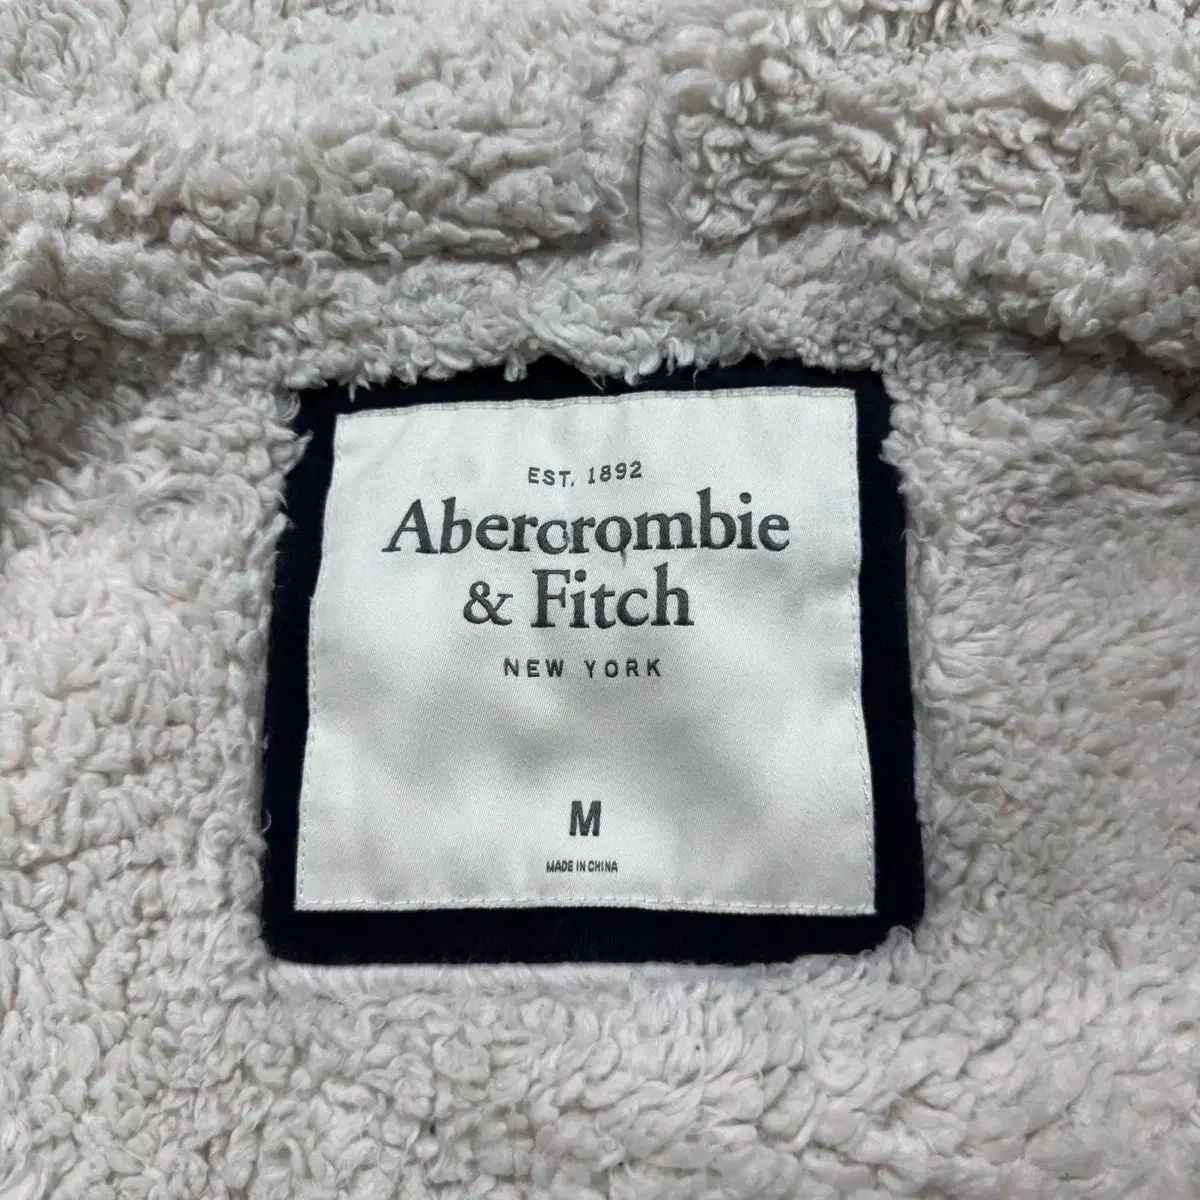 EST. 1892
Abercrombie
& Fitch
NEW YORK
M
MADE IN CHINA